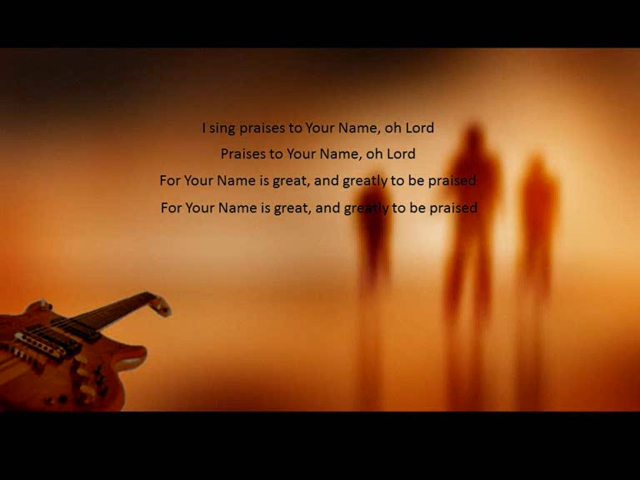 I sing praises to Your Name, oh Lord
Praises to Your Name, oh Lord
For Your Name is great, and greatly to be praised
For Your Name is great, and greatly to be praised